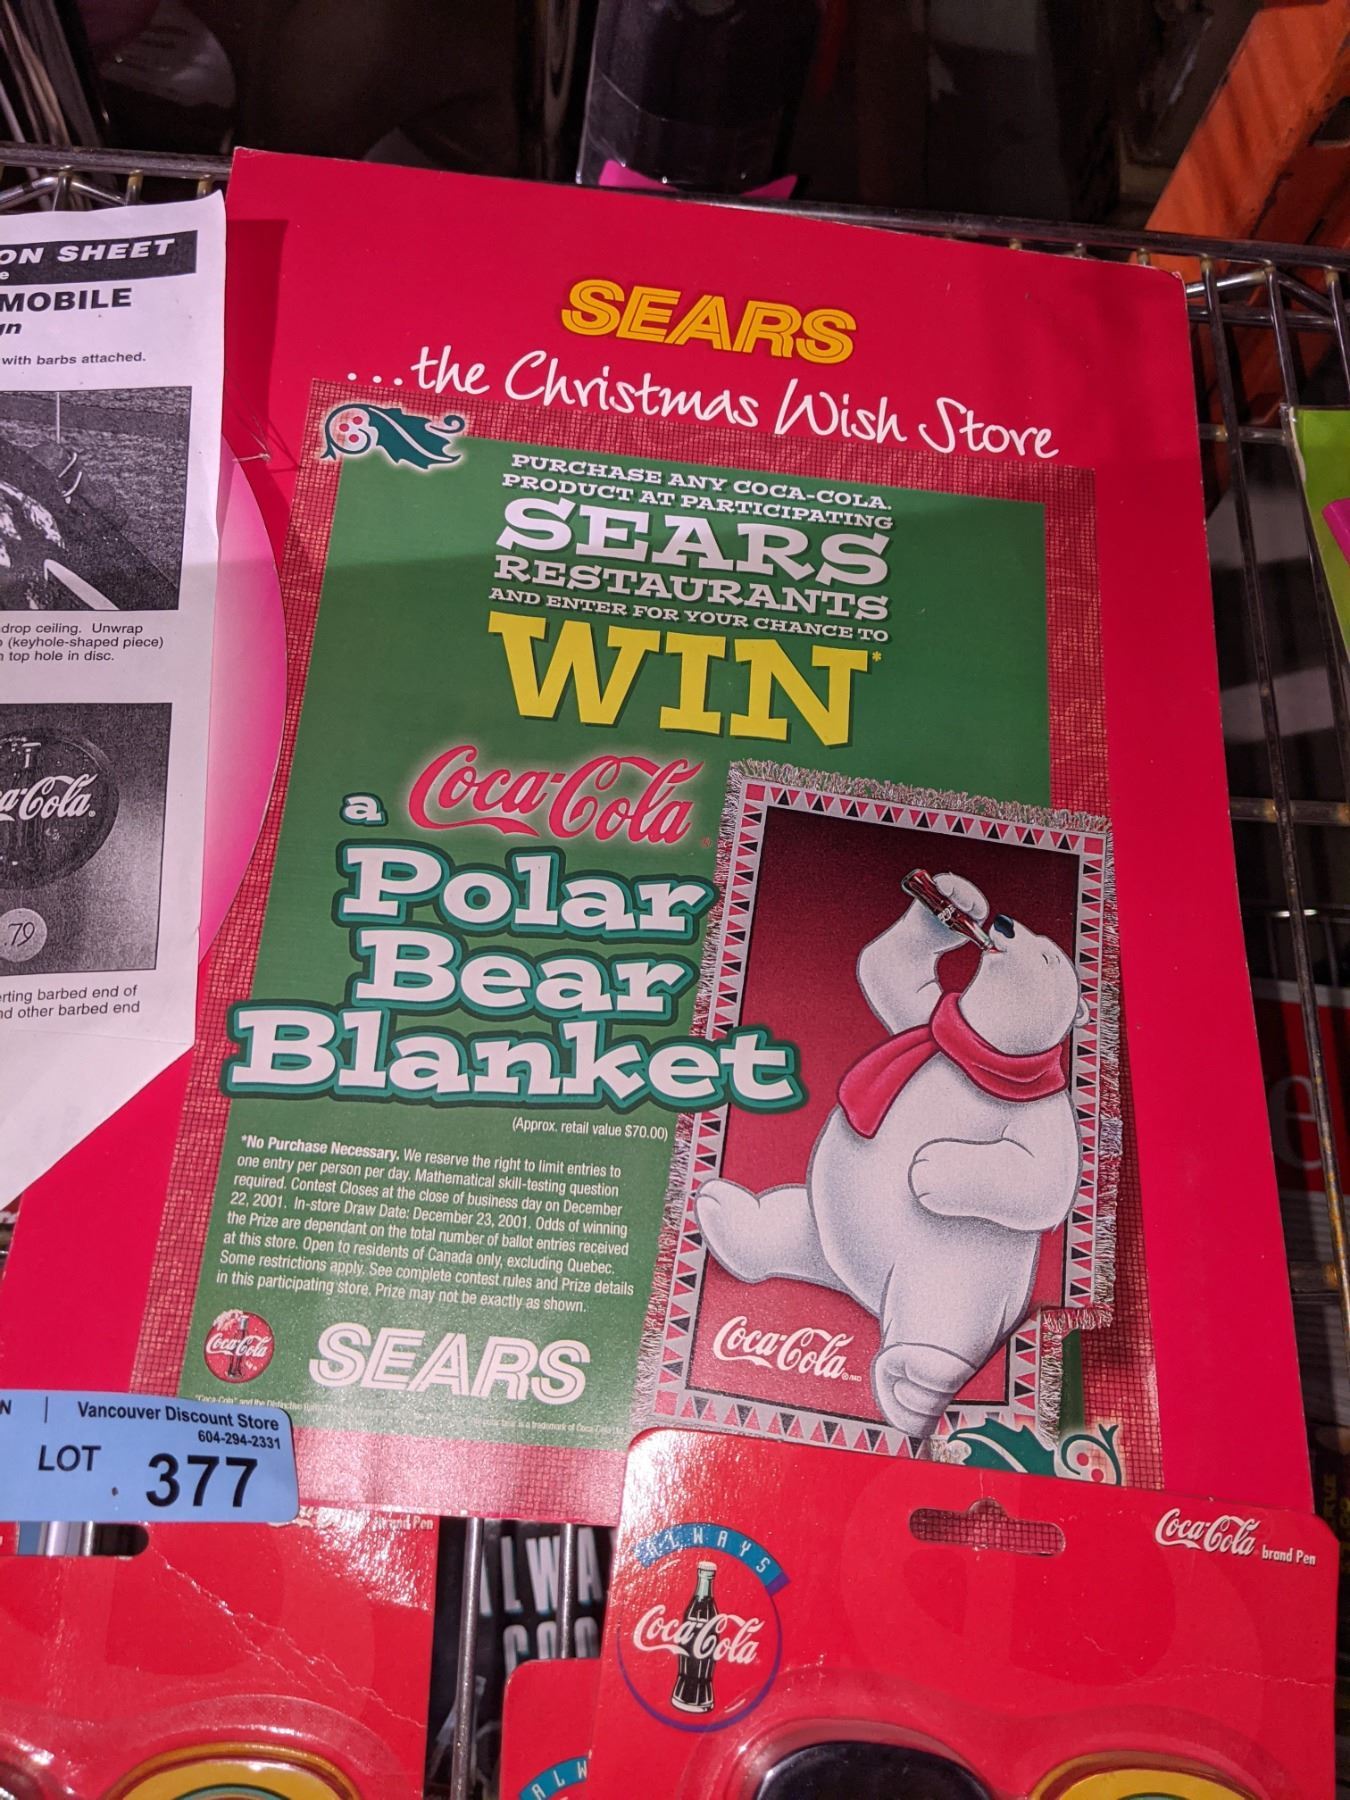 ON SHEET
e
MOBILE
gn
with barbs attached.
drop ceiling. Unwrap
(keyhole-shaped piece)
top hole in disc.
Coca-Cola
.79
erting barbed end of
nd other barbed end
SEARS
...the Christmas Wish Store
PURCHASE ANY COCA-COLA.
PRODUCT AT PARTICIPATING
SEARS
RESTAURANTS
AND ENTER FOR YOUR CHANCE TO
WIN*
a Coca-Cola
Polar
Bear
Blanket
(Approx. retail value $70.00)
*No Purchase Necessary. We reserve the right to limit entries to
one entry per person per day. Mathematical skill-testing question
required. Contest Closes at the close of business day on December
22, 2001. In-store Draw Date: December 23, 2001. Odds of winning
the Prize are dependant on the total number of ballot entries received
at this store. Open to residents of Canada only, excluding Quebec.
Some restrictions apply. See complete contest rules and Prize details
in this participating store. Prize may not be exactly as shown.
Coca-Cola
SEARS
Coca-Cola
N | Vancouver Discount Store
604-294-2331
LOT 377
brand Pen
ALWAYS
Coca-Cola
Coca-Cola brand Pen
LWA
ALW